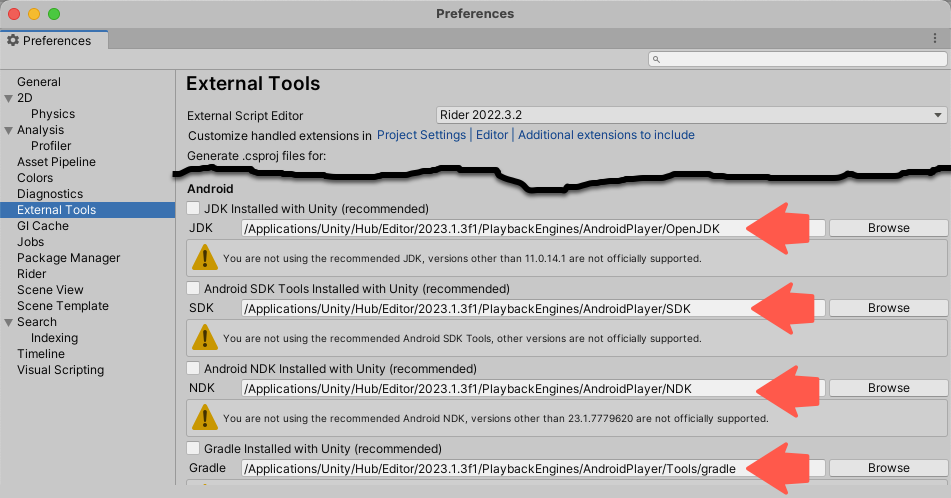 Preferences
Preferences
General
2D
Physics
Analysis
Profiler
Asset Pipeline
Colors
Diagnostics
External Tools
GI Cache
Jobs
Package Manager
Rider
Scene View
Scene Template
Search
Indexing
Timeline
Visual Scripting
External Tools
External Script Editor Rider 2022.3.2
Customize handled extensions in Project Settings | Editor | Additional extensions to include
Generate .csproj files for:
Android
JDK Installed with Unity (recommended)
JDK /Applications/Unity/Hub/Editor/2023.1.3f1/PlaybackEngines/AndroidPlayer/OpenJDK Browse
You are not using the recommended JDK, versions other than 11.0.14.1 are not officially supported.
Android SDK Tools Installed with Unity (recommended)
SDK /Applications/Unity/Hub/Editor/2023.1.3f1/PlaybackEngines/AndroidPlayer/SDK Browse
You are not using the recommended Android SDK Tools, other versions are not officially supported.
Android NDK Installed with Unity (recommended)
NDK /Applications/Unity/Hub/Editor/2023.1.3f1/PlaybackEngines/AndroidPlayer/NDK Browse
You are not using the recommended Android NDK, versions other than 23.1.7779620 are not officially supported.
Gradle Installed with Unity (recommended)
Gradle /Applications/Unity/Hub/Editor/2023.1.3f1/PlaybackEngines/AndroidPlayer/Tools/gradle Browse